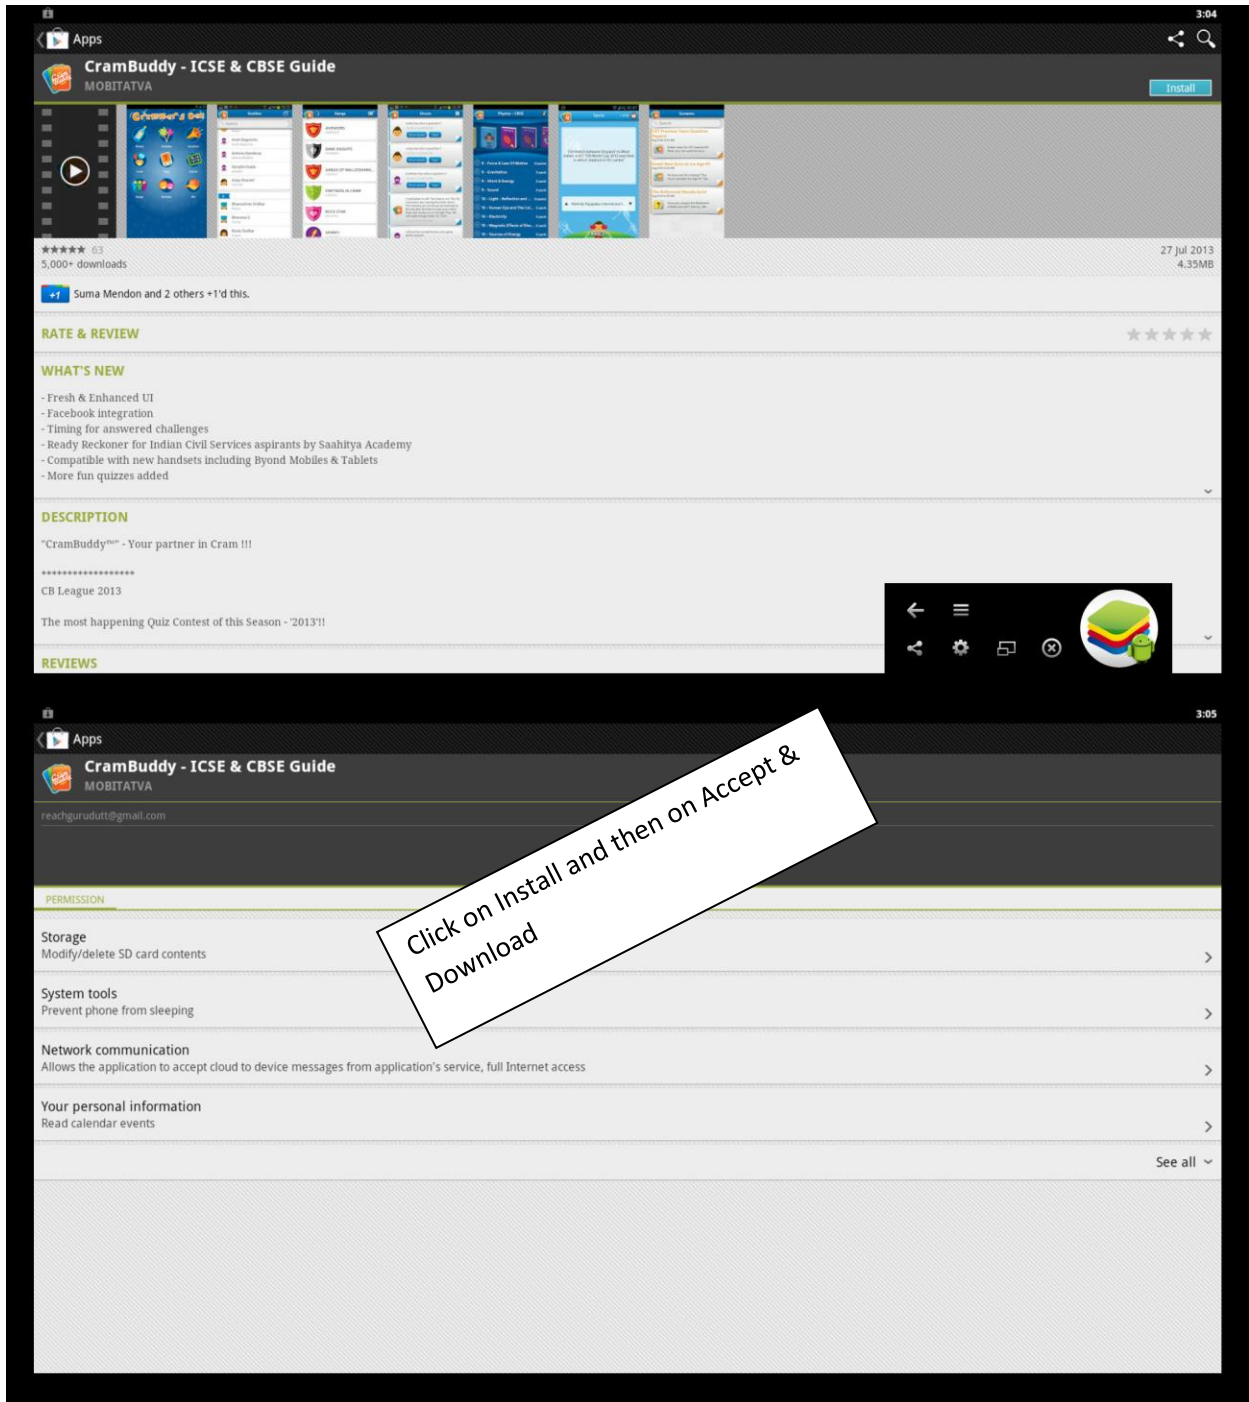 3:04
Apps
CramBuddy - ICSE & CBSE Guide
MOBITATVA
Install
63
27 Jul 2013
5,000+ downloads
4.35MB
+1 Suma Mendon and 2 others +1'd this.
RATE & REVIEW
WHAT'S NEW
- Fresh & Enhanced UI
- Facebook integration
- Timing for answered challenges
- Ready Reckoner for Indian Civil Services aspirants by Saahitya Academy
- Compatible with new handsets including Byond Mobiles & Tablets
- More fun quizzes added
DESCRIPTION
"CramBuddy™" - Your partner in Cram !!!
******************
CB League 2013
The most happening Quiz Contest of this Season - '2013'!!
REVIEWS
3:05
Apps
CramBuddy - ICSE & CBSE Guide
MOBITATVA
reachgurudutt@gmail.com
Click on Install and then on Accept &
Download
PERMISSION
Storage
Modify/delete SD card contents
System tools
Prevent phone from sleeping
Network communication
Allows the application to accept cloud to device messages from application's service, full Internet access
Your personal information
Read calendar events
See all